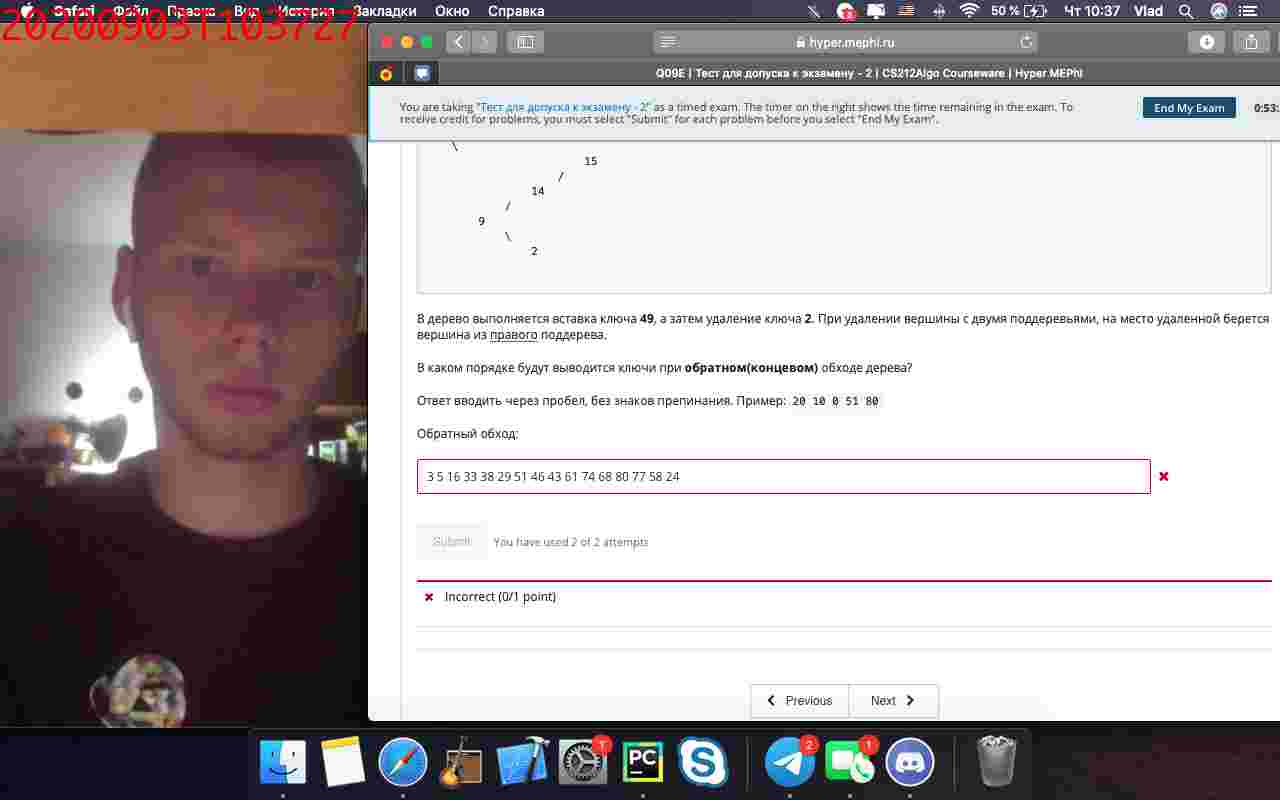 20200903T103727
Safari Файл Правка Вид История Закладки Окно Справка 50 % Чт 10:37 Vlad
hyper.mephi.ru
Q09E | Тест для допуска к экзамену - 2 | CS212Algo Courseware | Hyper.MEPhI
You are taking "Тест для допуска к экзамену - 2" as a timed exam. The timer on the right shows the time remaining in the exam. To
receive credit for problems, you must select "Submit" for each problem before you select "End My Exam".
End My Exam
0:53:
\
15
/
14
/
9
\
2
В дерево выполняется вставка ключа 49, а затем удаление ключа 2. При удалении вершины с двумя поддеревьями, на место удаленной берется
вершина из правого поддерева.
В каком порядке будут выводится ключи при обратном(концевом) обходе дерева?
Ответ вводить через пробел, без знаков препинания. Пример: 20 10 0 51 80
Обратный обход:
3 5 16 33 38 29 51 46 43 61 74 68 80 77 58 24
Submit You have used 2 of 2 attempts
Incorrect (0/1 point)
Previous Next
1 PC 2 1